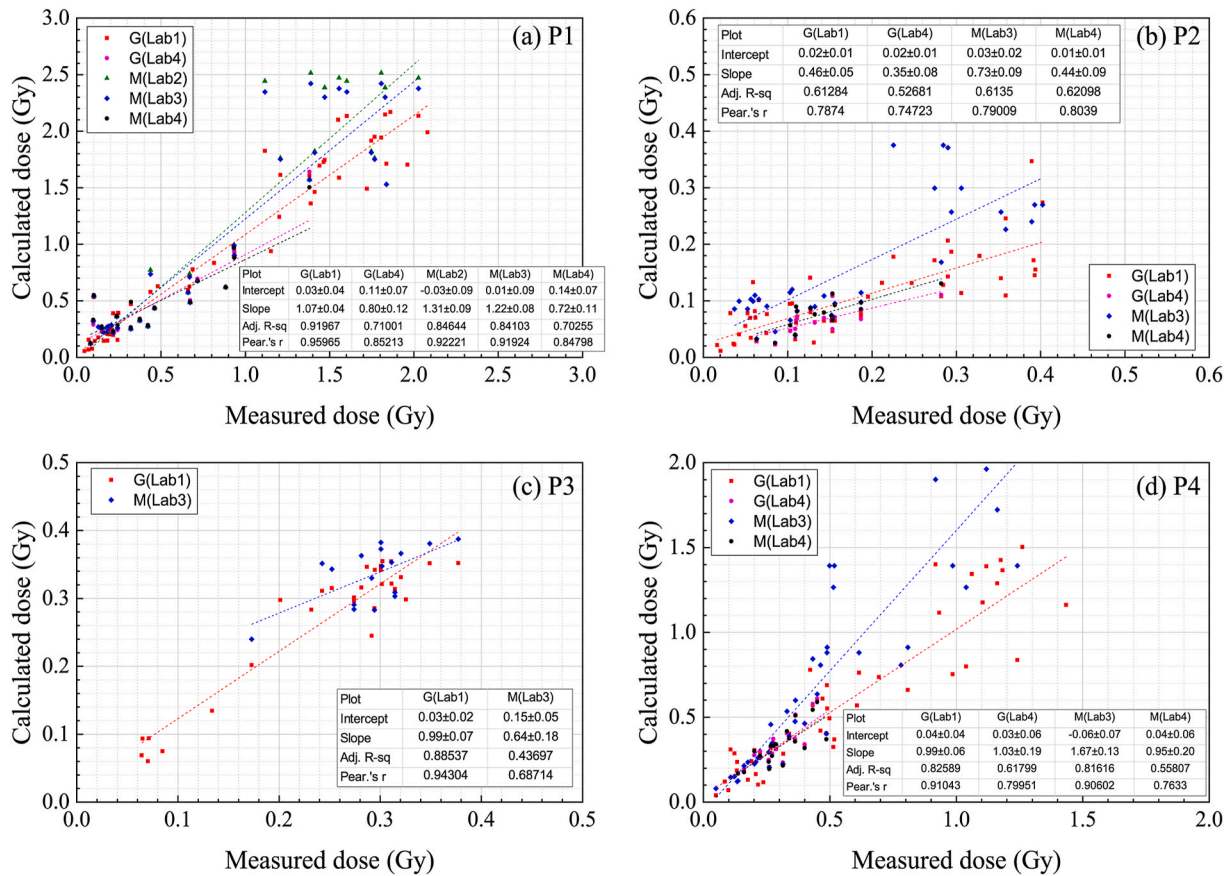 3.0
2.5
2.0
1.5
1.0
0.5
0.0
Calculated dose (Gy)
G(Lab1)
G(Lab4)
M(Lab2)
M(Lab3)
M(Lab4)
(a) P1
Plot G(Lab1) G(Lab4) M(Lab2) M(Lab3) M(Lab4)
Intercept 0.03±0.04 0.11±0.07 -0.03±0.09 0.01±0.09 0.14±0.07
Slope 1.07±0.04 0.80±0.12 1.31±0.09 1.22±0.08 0.72±0.11
Adj. R-sq 0.91967 0.71001 0.84644 0.84103 0.70255
Pear.'s r 0.95965 0.85213 0.92221 0.91924 0.84798
0.0 0.5 1.0 1.5 2.0 2.5 3.0
Measured dose (Gy)
0.6
0.5
0.4
0.3
0.2
0.1
0.0
Calculated dose (Gy)
Plot G(Lab1) G(Lab4) M(Lab3) M(Lab4)
Intercept 0.02±0.01 0.02±0.01 0.03±0.02 0.01±0.01
Slope 0.46±0.05 0.35±0.08 0.73±0.09 0.44±0.09
Adj. R-sq 0.61284 0.52681 0.6135 0.62098
Pear.'s r 0.7874 0.74723 0.79009 0.8039
(b) P2
G(Lab1)
G(Lab4)
M(Lab3)
M(Lab4)
0.0 0.1 0.2 0.3 0.4 0.5 0.6
Measured dose (Gy)
0.5
0.4
0.3
0.2
0.1
0.0
Calculated dose (Gy)
G(Lab1)
M(Lab3)
(c) P3
Plot G(Lab1) M(Lab3)
Intercept 0.03±0.02 0.15±0.05
Slope 0.99±0.07 0.64±0.18
Adj. R-sq 0.88537 0.43697
Pear.'s r 0.94304 0.68714
0.0 0.1 0.2 0.3 0.4 0.5
Measured dose (Gy)
2.0
1.5
1.0
0.5
0.0
Calculated dose (Gy)
G(Lab1)
G(Lab4)
M(Lab3)
M(Lab4)
(d) P4
Plot G(Lab1) G(Lab4) M(Lab3) M(Lab4)
Intercept 0.04±0.04 0.03±0.06 -0.06±0.07 0.04±0.06
Slope 0.99±0.06 1.03±0.19 1.67±0.13 0.95±0.20
Adj. R-sq 0.82589 0.61799 0.81616 0.55807
Pear.'s r 0.91043 0.79951 0.90602 0.7633
0.0 0.5 1.0 1.5 2.0
Measured dose (Gy)